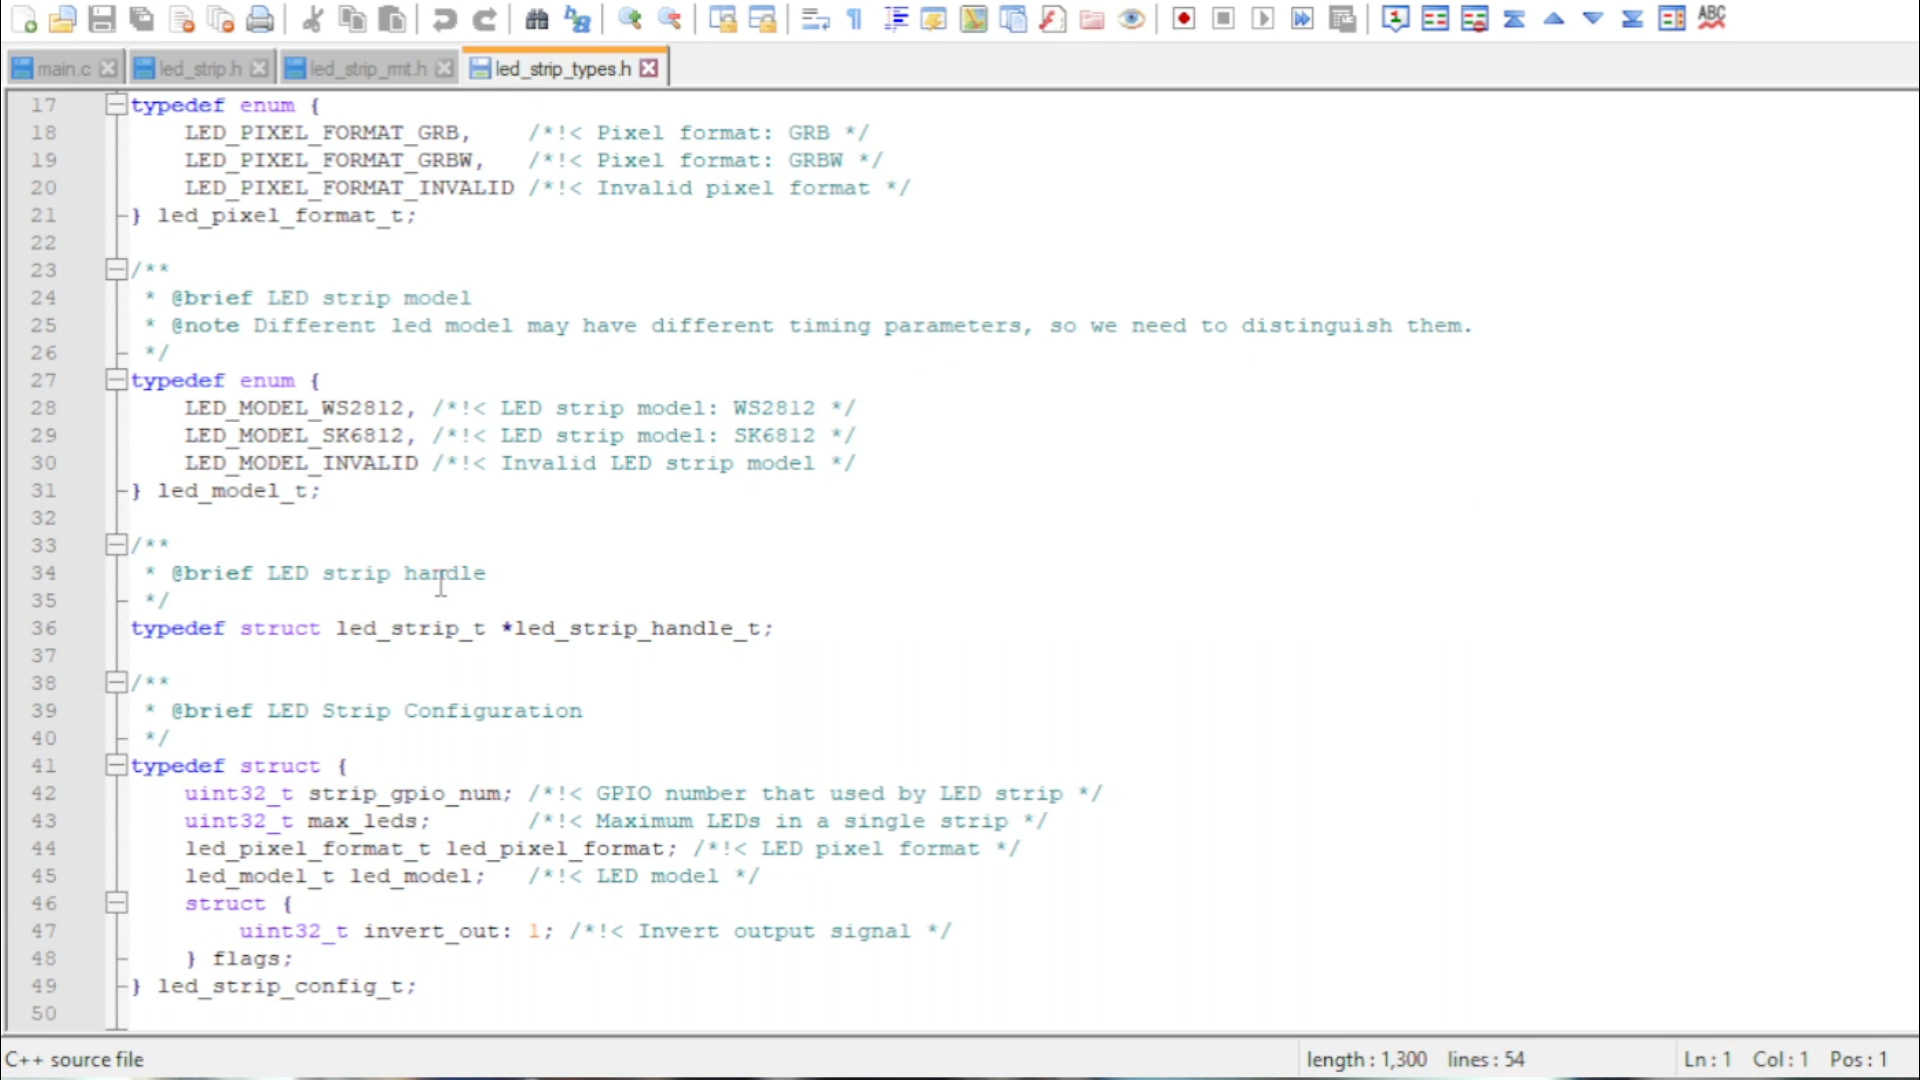 ABC
main.c led_strip.h led_strip_rmt.h led_strip_types.h
17 typedef enum {
18 LED_PIXEL_FORMAT_GRB, /*!< Pixel format: GRB */
19 LED_PIXEL_FORMAT_GRBW, /*!< Pixel format: GRBW */
20 LED_PIXEL_FORMAT_INVALID /*!< Invalid pixel format */
21 } led_pixel_format_t;
22
23 /**
24 * @brief LED strip model
25 * @note Different led model may have different timing parameters, so we need to distinguish them.
26 */
27 typedef enum {
28 LED_MODEL_WS2812, /*!< LED strip model: WS2812 */
29 LED_MODEL_SK6812, /*!< LED strip model: SK6812 */
30 LED_MODEL_INVALID /*!< Invalid LED strip model */
31 } led_model_t;
32
33 /**
34 * @brief LED strip handle
35 */
36 typedef struct led_strip_t *led_strip_handle_t;
37
38 /**
39 * @brief LED Strip Configuration
40 */
41 typedef struct {
42 uint32_t strip_gpio_num; /*!< GPIO number that used by LED strip */
43 uint32_t max_leds; /*!< Maximum LEDs in a single strip */
44 led_pixel_format_t led_pixel_format; /*!< LED pixel format */
45 led_model_t led_model; /*!< LED model */
46 struct {
47 uint32_t invert_out: 1; /*!< Invert output signal */
48 } flags;
49 } led_strip_config_t;
50
C++ source file length : 1,300 lines : 54 Ln : 1 Col : 1 Pos : 1